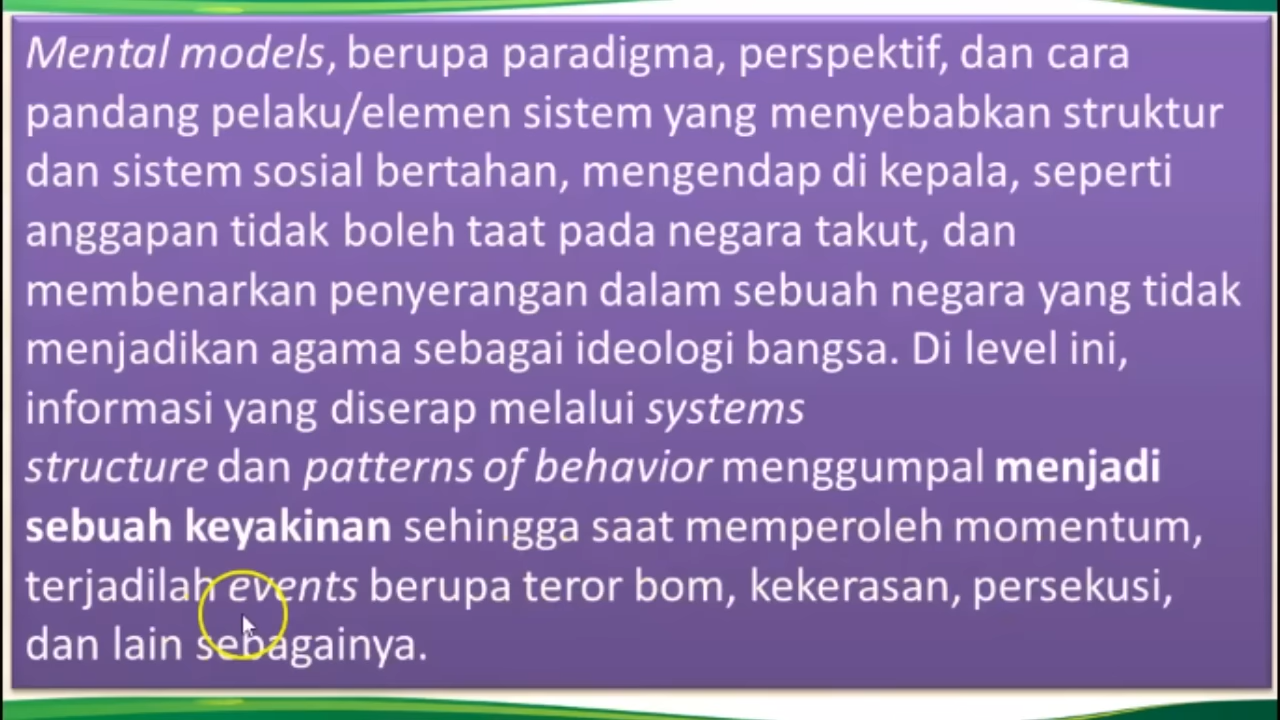 Mental models, berupa paradigma, perspektif, dan cara
pandang pelaku/elemen sistem yang menyebabkan struktur
dan sistem sosial bertahan, mengendap di kepala, seperti
anggapan tidak boleh taat pada negara takut, dan
membenarkan penyerangan dalam sebuah negara yang tidak
menjadikan agama sebagai ideologi bangsa. Di level ini,
informasi yang diserap melalui systems
structure dan patterns of behavior menggumpal menjadi
sebuah keyakinan sehingga saat memperoleh momentum,
terjadilah events berupa teror bom, kekerasan, persekusi,
dan lain sebagainya.